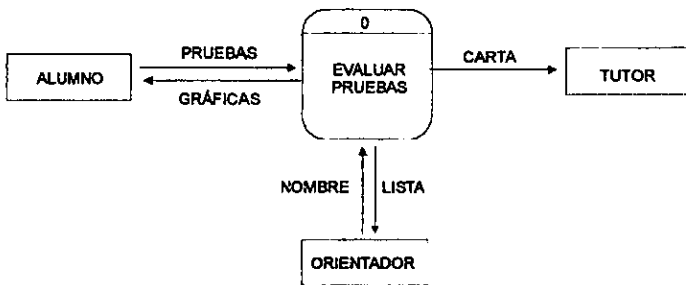 0
PRUEBAS
EVALUAR
PRUEBAS
CARTA
ALUMNO
TUTOR
GRÁFICAS
NOMBRE
LISTA
ORIENTADOR